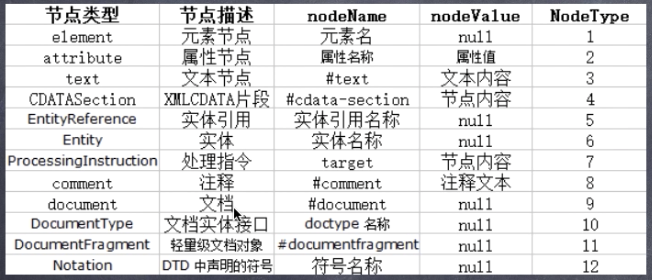 节点类型 节点描述 nodeName nodeValue NodeType
element 元素节点 元素名 null 1
attribute 属性节点 属性名称 属性值 2
text 文本节点 #text 文本内容 3
CDATASection XMLCDATA片段 #cdata-section 节点内容 4
EntityReference 实体引用 实体引用名称 null 5
Entity 实体 实体名称 null 6
ProcessingInstruction 处理指令 target 节点内容 7
comment 注释 #comment 注释文本 8
document 文档 #document null 9
DocumentType 文档实体接口 doctype 名称 null 10
DocumentFragment 轻量级文档对象 #documentfragment null 11
Notation DTD 中声明的符号 符号名称 null 12